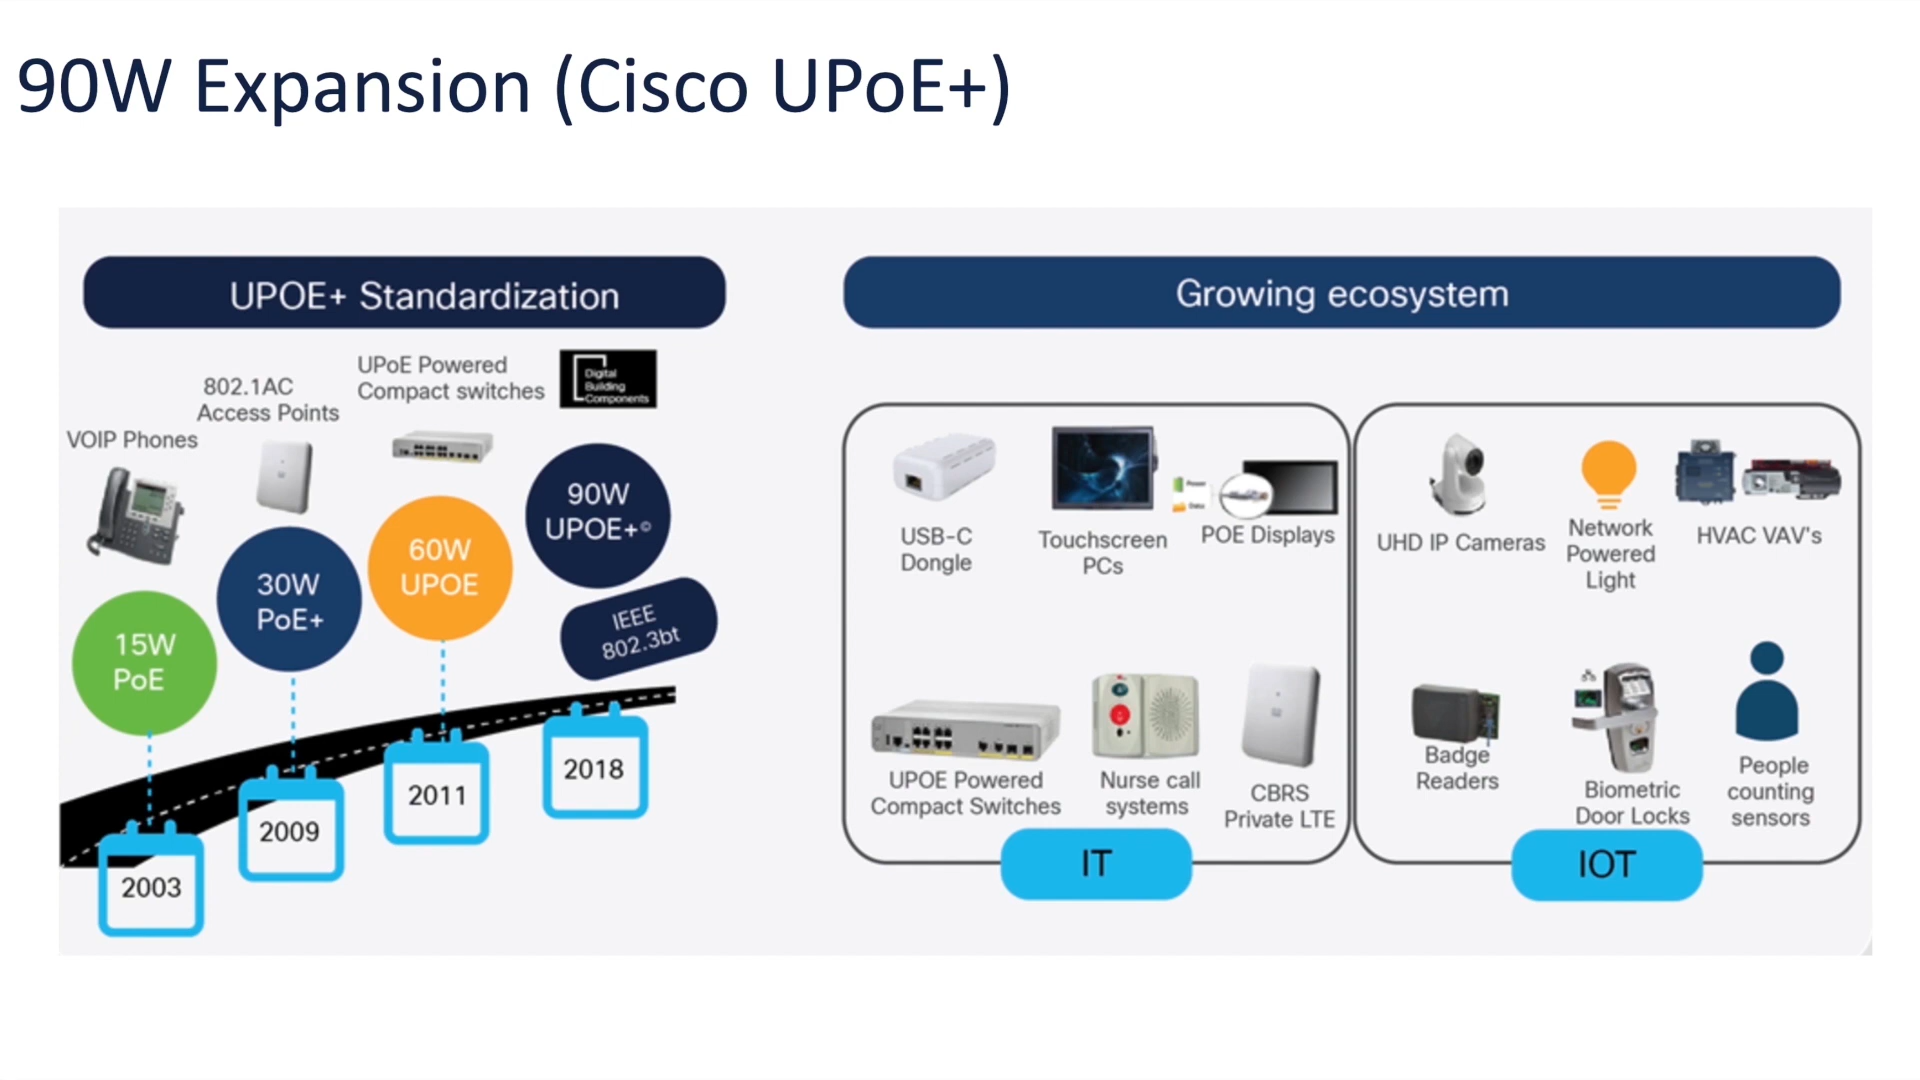 90W Expansion (Cisco UPoE+)
UPOE+ Standardization
VOIP Phones
802.1AC
Access Points
UPoE Powered
Compact switches
Digital
Building
Components
15W
PoE
30W
PoE+
60W
UPOE
90W
UPOE+©
IEEE
802.3bt
2003
2009
2011
2018
Growing ecosystem
USB-C
Dongle
Touchscreen
PCs
Power
Data
POE Displays
UPOE Powered
Compact Switches
Nurse call
systems
CBRS
Private LTE
IT
UHD IP Cameras
Network
Powered
Light
HVAC VAV's
Badge
Readers
Biometric
Door Locks
People
counting
sensors
IOT